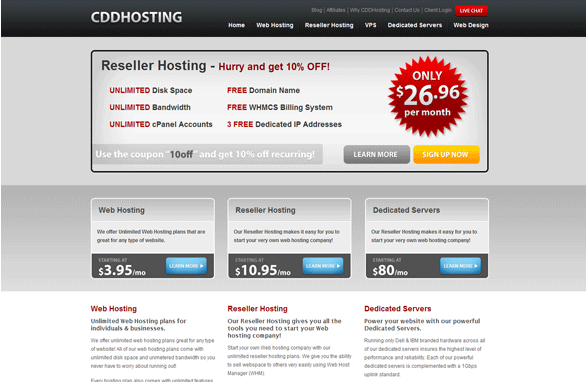 CDDHOSTING
Blog | Affiliates | Why CDDHosting | Contact Us | Client Login
LIVE CHAT
Home Web Hosting Reseller Hosting VPS Dedicated Servers Web Design
Reseller Hosting - Hurry and get 10% OFF!
UNLIMITED Disk Space
FREE Domain Name
UNLIMITED Bandwidth
FREE WHMCS Billing System
UNLIMITED cPanel Accounts
3 FREE Dedicated IP Addresses
ONLY
$26.96
per month
Use the coupon "10off" and get 10% off recurring!
LEARN MORE
SIGN UP NOW
Web Hosting
We offer Unlimited Web Hosting plans that are
great for any type of website.
STARTING AT
$3.95/mo
LEARN MORE
Reseller Hosting
Our Reseller Hosting makes it easy for you to
start your very own web hosting company!
STARTING AT
$10.95/mo
LEARN MORE
Dedicated Servers
Our Reseller Hosting makes it easy for you to
start your very own web hosting company!
STARTING AT
$80/mo
LEARN MORE
Web Hosting
Unlimited Web Hosting plans for
individuals & businesses.
We offer unlimited web hosting plans great for any
type of website! All of our web hosting plans come with
unlimited disk space and unmetered bandwidth so you
never have to worry about running out!
Every hosting plan also comes with unlimited features
Reseller Hosting
Our Reseller Hosting gives you all the
tools you need to start your Web
hosting company!
Start your own Web hosting company with our
unlimited reseller hosting plans. We give you the ability
to sell webspace to others very easily using Web Host
Manager (WHM).
Dedicated Servers
Power your website with our powerful
Dedicated Servers.
Running only Dell & IBM branded hardware across all
of our dedicated servers insures the highest level of
performance and reliability. Each of our powerful
dedicated servers is complemented with a 1Gbps
uplink standard.